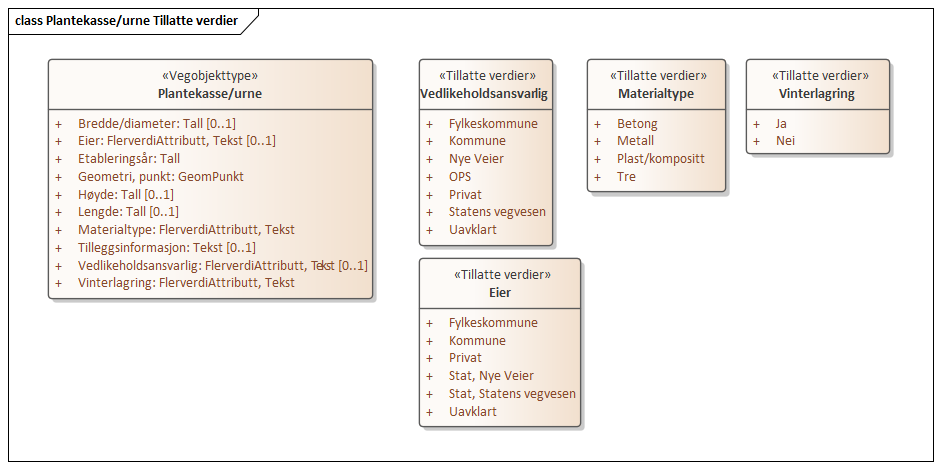 class Plantekasse/urne Tillatte verdier
«Vegobjekttype»
Plantekasse/urne
+ Bredde/diameter: Tall [0..1]
+ Eier: FlerverdiAttributt, Tekst [0..1]
+ Etableringsår: Tall
+ Geometri, punkt: GeomPunkt
+ Høyde: Tall [0..1]
+ Lengde: Tall [0..1]
+ Materialtype: FlerverdiAttributt, Tekst
+ Tilleggsinformasjon: Tekst [0..1]
+ Vedlikeholdsansvarlig: FlerverdiAttributt, Tekst [0..1]
+ Vinterlagring: FlerverdiAttributt, Tekst
«Tillatte verdier»
Vedlikeholdsansvarlig
+ Fylkeskommune
+ Kommune
+ Nye Veier
+ OPS
+ Privat
+ Statens vegvesen
+ Uavklart
«Tillatte verdier»
Materialtype
+ Betong
+ Metall
+ Plast/kompositt
+ Tre
«Tillatte verdier»
Vinterlagring
+ Ja
+ Nei
«Tillatte verdier»
Eier
+ Fylkeskommune
+ Kommune
+ Privat
+ Stat, Nye Veier
+ Stat, Statens vegvesen
+ Uavklart